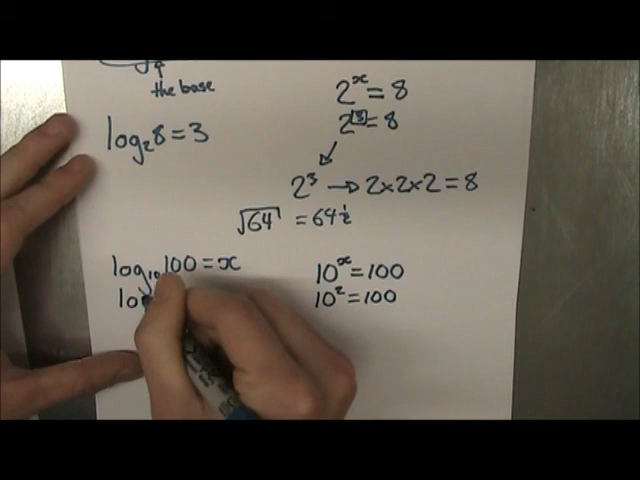 the base
2ˣ = 8
2³ = 8
log₂8 = 3
2³ → 2×2×2 = 8
√64 = 64½
log₁₀100 = x
10ˣ = 100
lo
10² = 100